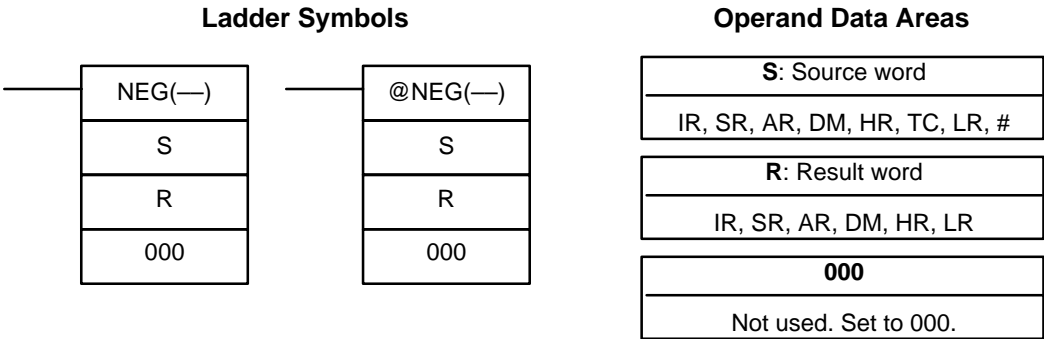 Ladder Symbols
NEG(—)
S
R
000
@NEG(—)
S
R
000
Operand Data Areas
S: Source word
IR, SR, AR, DM, HR, TC, LR, #
R: Result word
IR, SR, AR, DM, HR, LR
000
Not used. Set to 000.